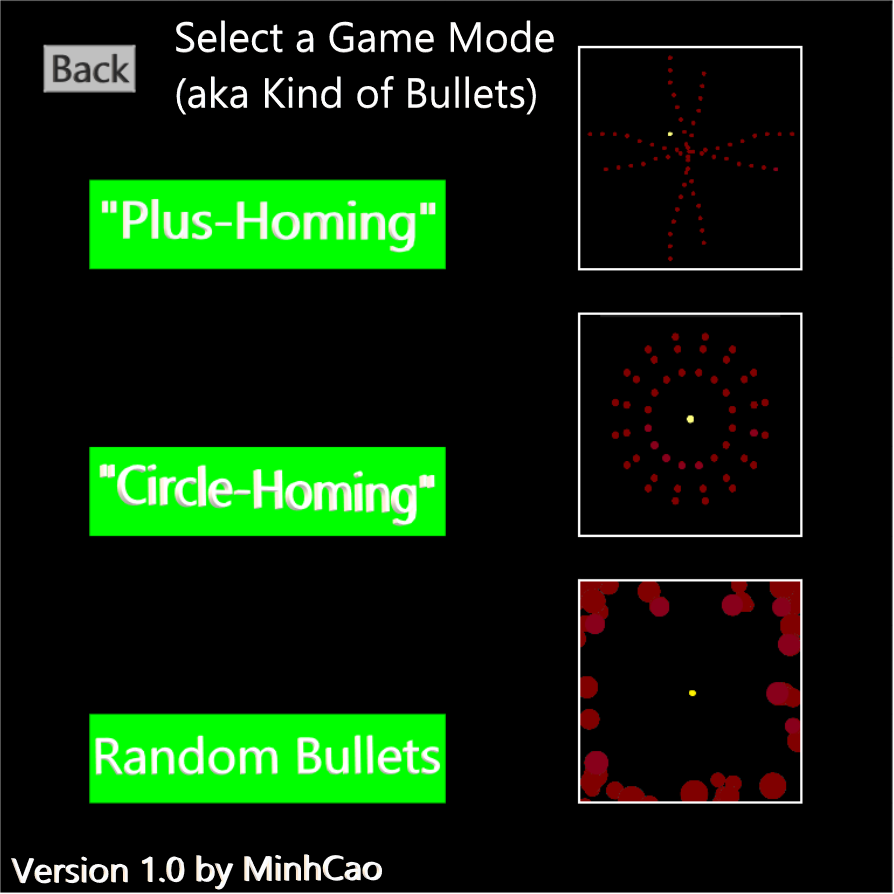 Back
Select a Game Mode
(aka Kind of Bullets)
"Plus-Homing"
"Circle-Homing"
Random Bullets
Version 1.0 by MinhCao